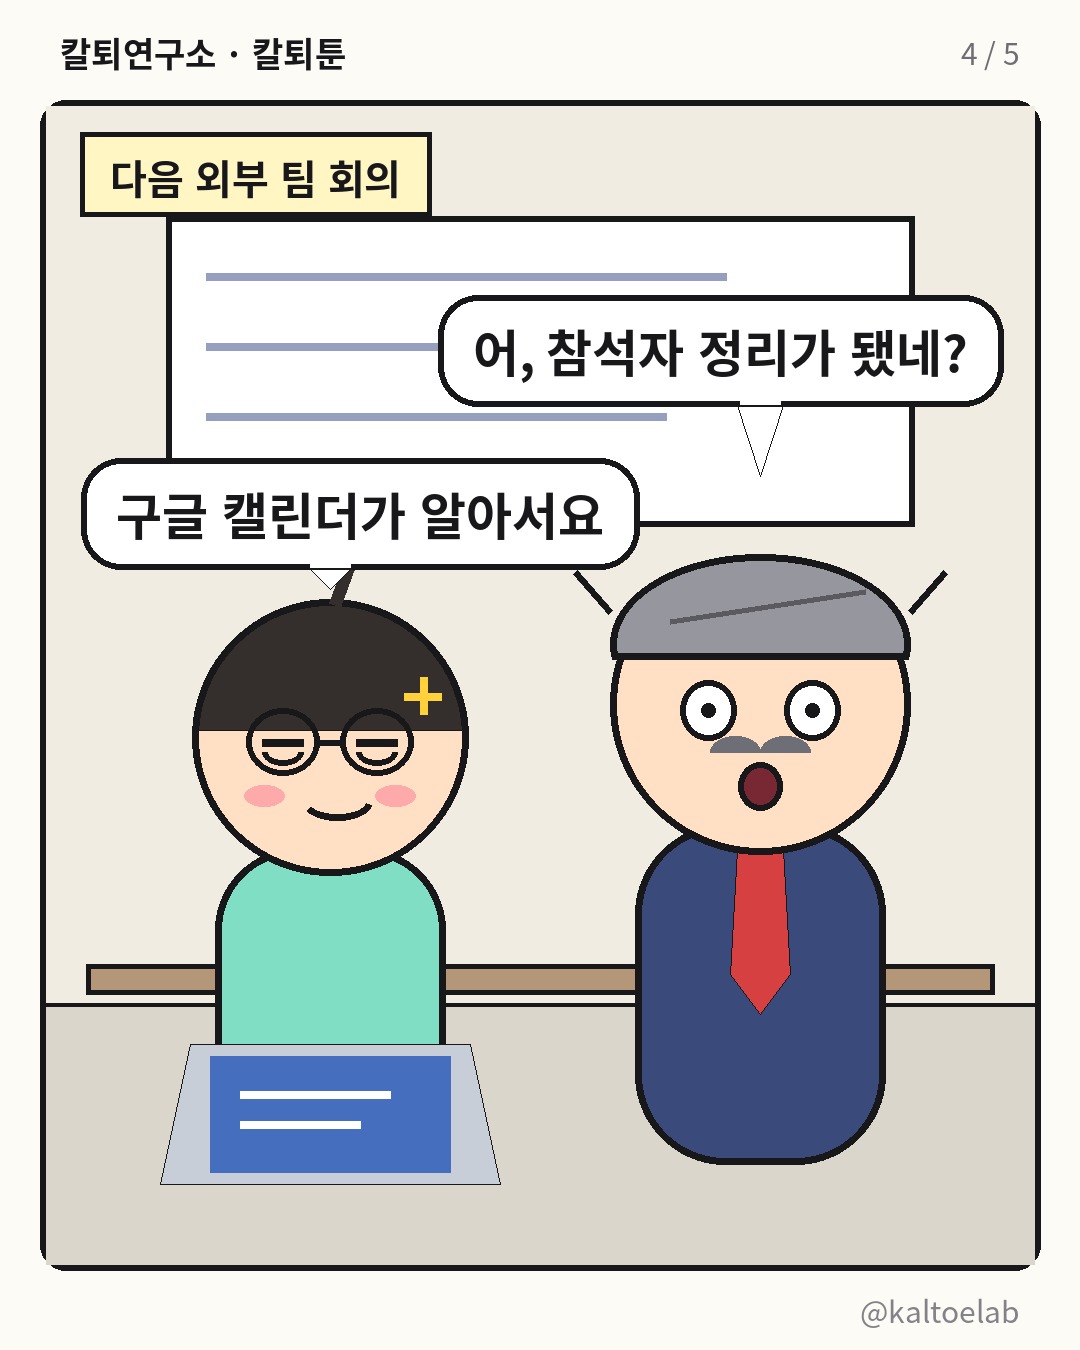 칼퇴연구소 · 칼퇴툰
4 / 5
다음 외부 팀 회의
어, 참석자 정리가 됐네?
구글 캘린더가 알아서요
@kaltoelab